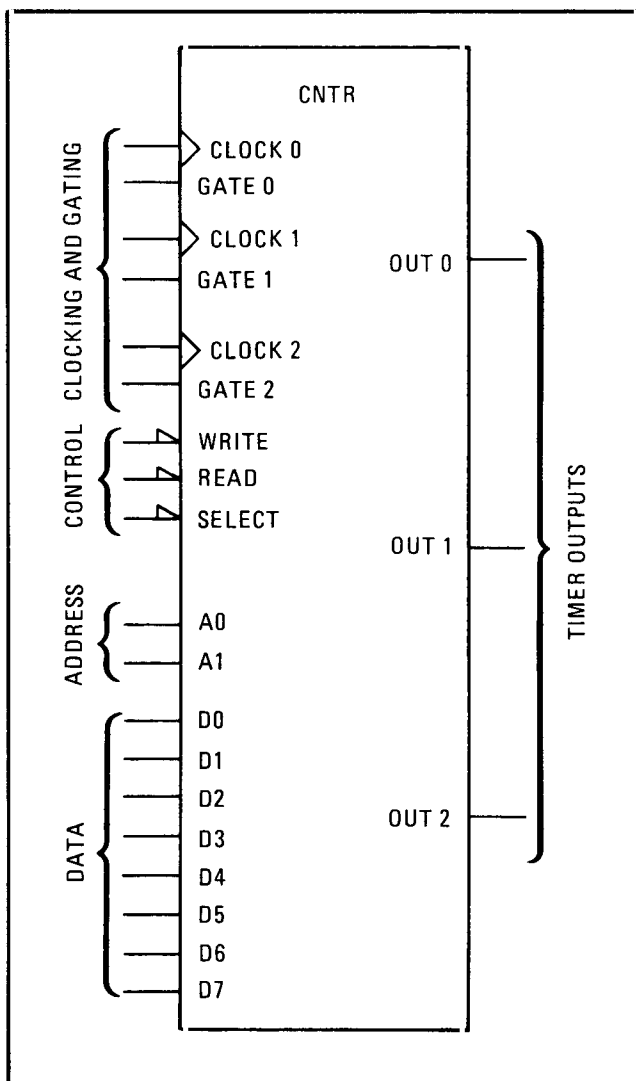 CNTR
CLOCKING AND GATING
CLOCK 0
GATE 0
CLOCK 1
GATE 1
CLOCK 2
GATE 2
CONTROL
WRITE
READ
SELECT
ADDRESS
A0
A1
DATA
D0
D1
D2
D3
D4
D5
D6
D7
OUT 0
OUT 1
OUT 2
TIMER OUTPUTS